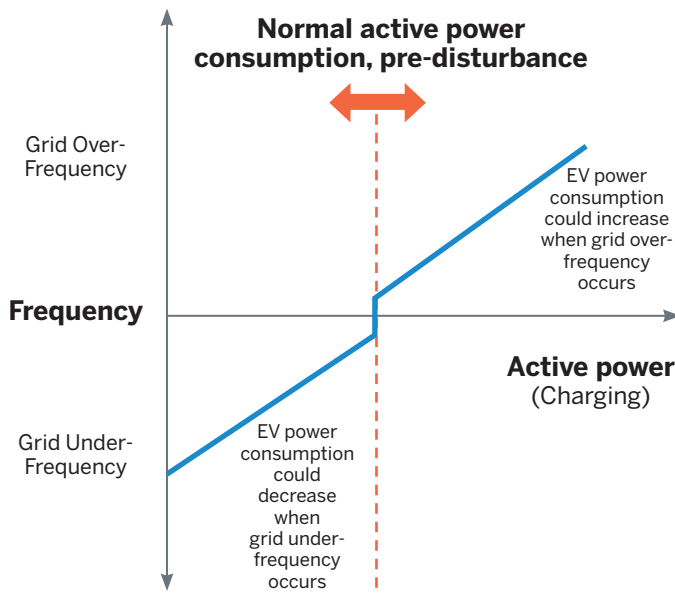 Normal active power
consumption, pre-disturbance
Grid Over-
Frequency
EV power
consumption
could increase
when grid over-
frequency
occurs
Frequency
Active power
(Charging)
Grid Under-
Frequency
EV power
consumption
could
decrease
when
grid under-
frequency
occurs